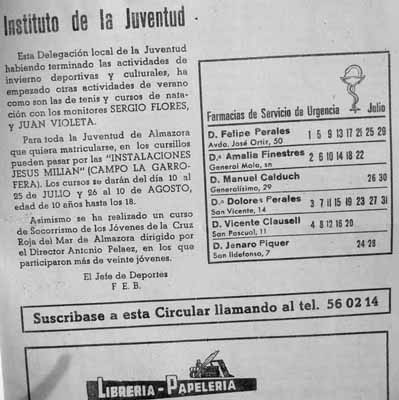 Instituto de la Juventud
Esta Delegación local de la Juventud
habiendo terminado las actividades de
invierno deportivas y culturales, ha
empezado otras actividades de verano
como son las de tenis y cursos de nata-
ción con los monitores SERGIO FLORES,
y JUAN VIOLETA.
Para toda la Juventud de Almazora
que quiera matricularse, en los cursillos
pueden pasar por las "INSTALACIONES
JESUS MILIAN" (CAMPO LA GARRO-
FERA). Los cursos se darán del día 10 al
25 de JULIO y 26 al 10 de AGOSTO,
edad de 10 años hasta los 18.
Asimismo se ha realizado un curso
de Socorrismo de los Jóvenes de la Cruz
Roja del Mar de Almazora dirigido por
el Director Antonio Pelaez, en los que
participaron más de veinte jóvenes.
El Jefe de Deportes
F E B.
Farmacias de Servicio de Urgencia Julio
D. Felipe Perales 1 5 9 13 17 21 25 29
Avda. José Ortiz, 50
D.ª Amalia Finestres 2 6 10 14 18 22
General Mola, sn
D. Manuel Calduch 26 30
Generalísimo, 29
D.ª Dolores Perales 3 7 11 15 19 23 27 31
San Vicente, 14
D. Vicente Clausell 4 8 12 16 20
San Pascual, 11
D. Jenaro Piquer 24 28
San Ildefonso, 7
Suscribase a esta Circular llamando al tel. 56 02 14
LIBRERIA - PAPELERIA